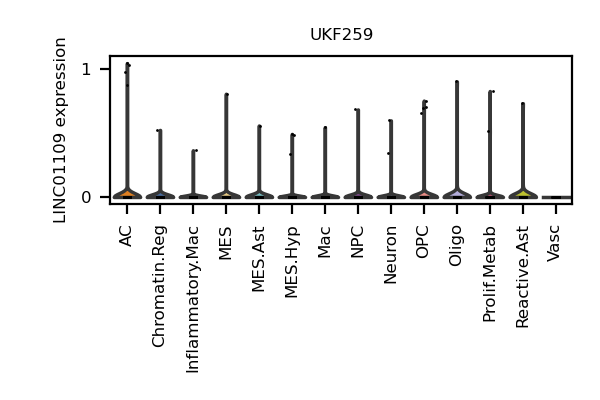 UKF259
LINC01109 expression
1
0
AC
Chromatin.Reg
Inflammatory.Mac
MES
MES.Ast
MES.Hyp
Mac
NPC
Neuron
OPC
Oligo
Prolif.Metab
Reactive.Ast
Vasc